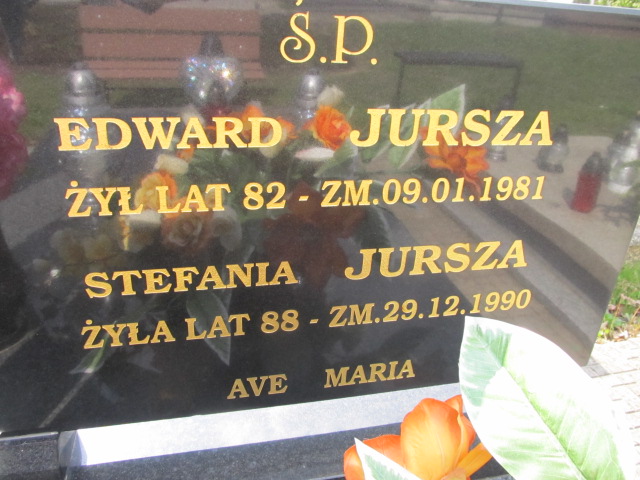 Ś.P.
EDWARD JURSZA
ŻYŁ LAT 82 - ZM.09.01.1981
STEFANIA JURSZA
ŻYŁA LAT 88 - ZM.29.12.1990
AVE MARIA